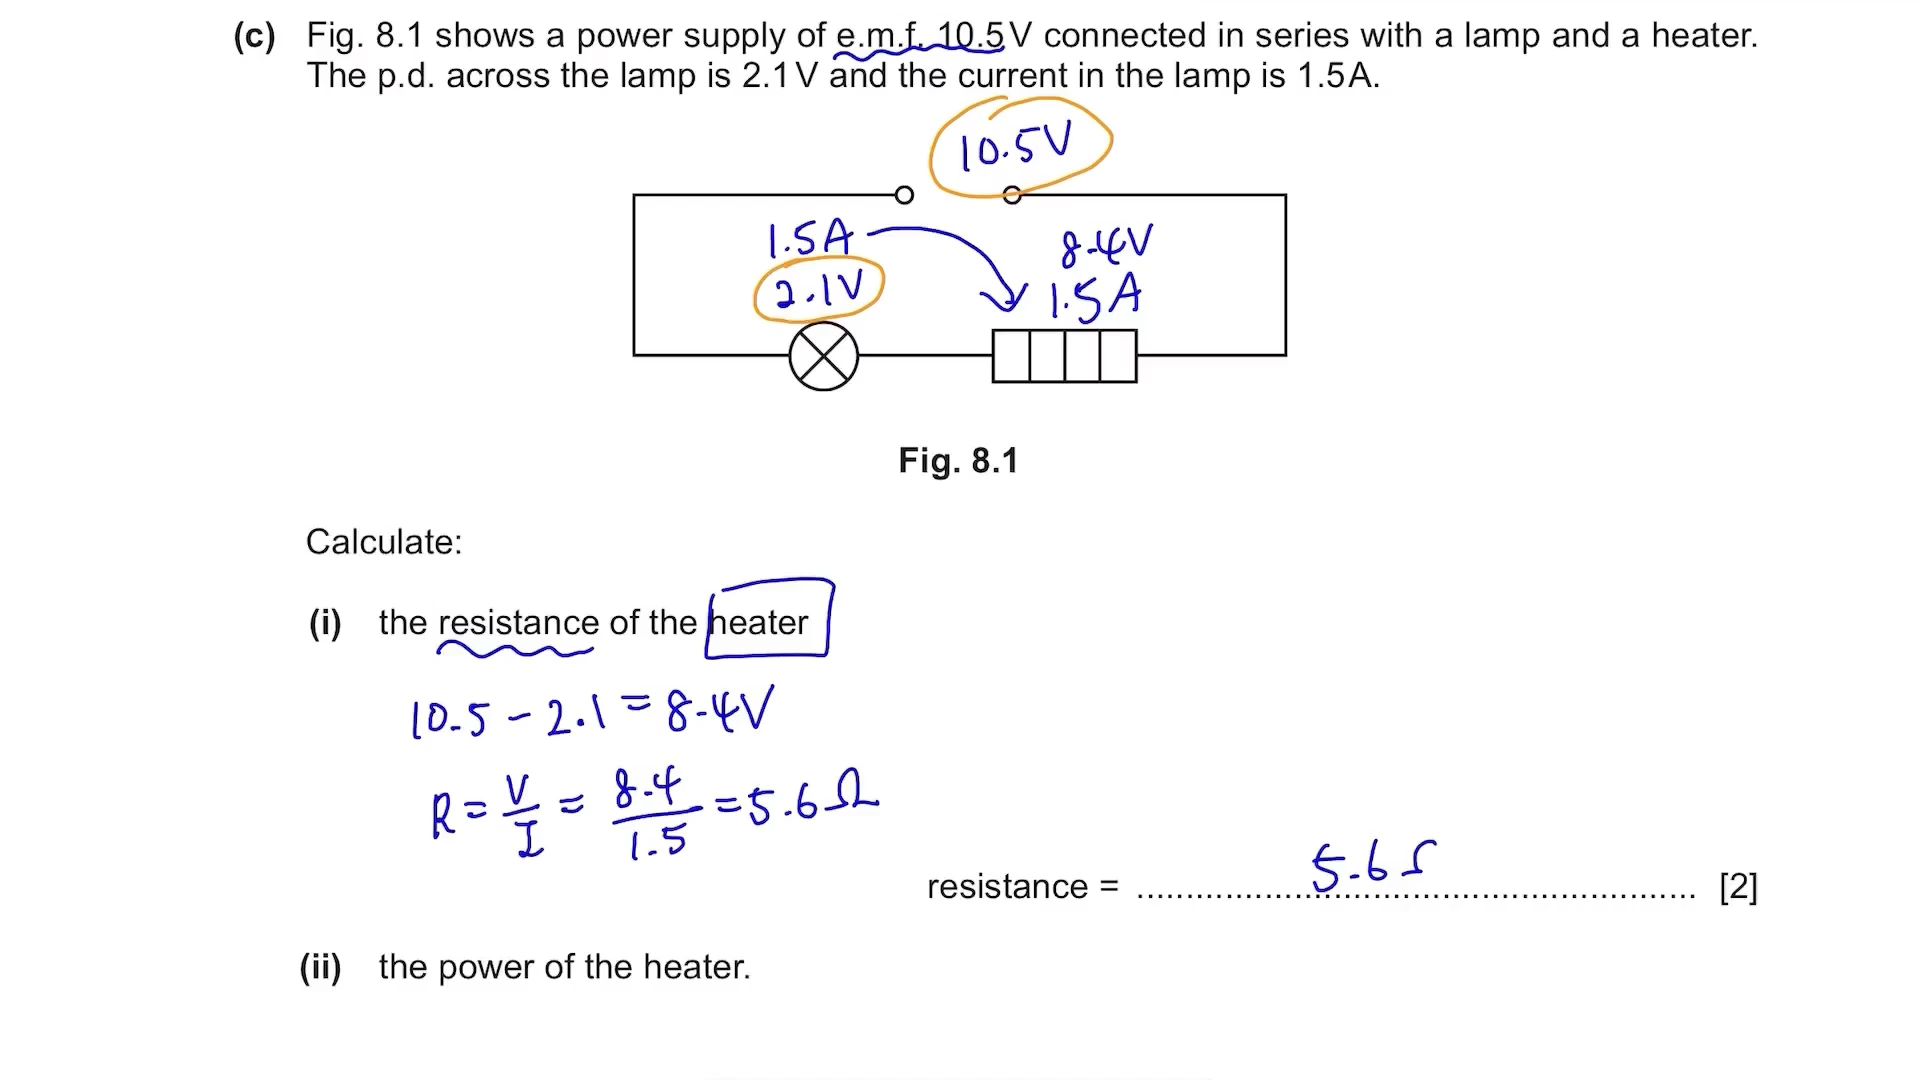 (c) Fig. 8.1 shows a power supply of e.m.f. 10.5 V connected in series with a lamp and a heater.
The p.d. across the lamp is 2.1 V and the current in the lamp is 1.5 A.
10.5V
1.5A
8.4V
2.1V
1.5A
Fig. 8.1
Calculate:
(i) the resistance of the heater
10.5 - 2.1 = 8.4V
R = V/I = 8.4/1.5 = 5.6 Ω
5.6 Ω
resistance = ........................................................ [2]
(ii) the power of the heater.